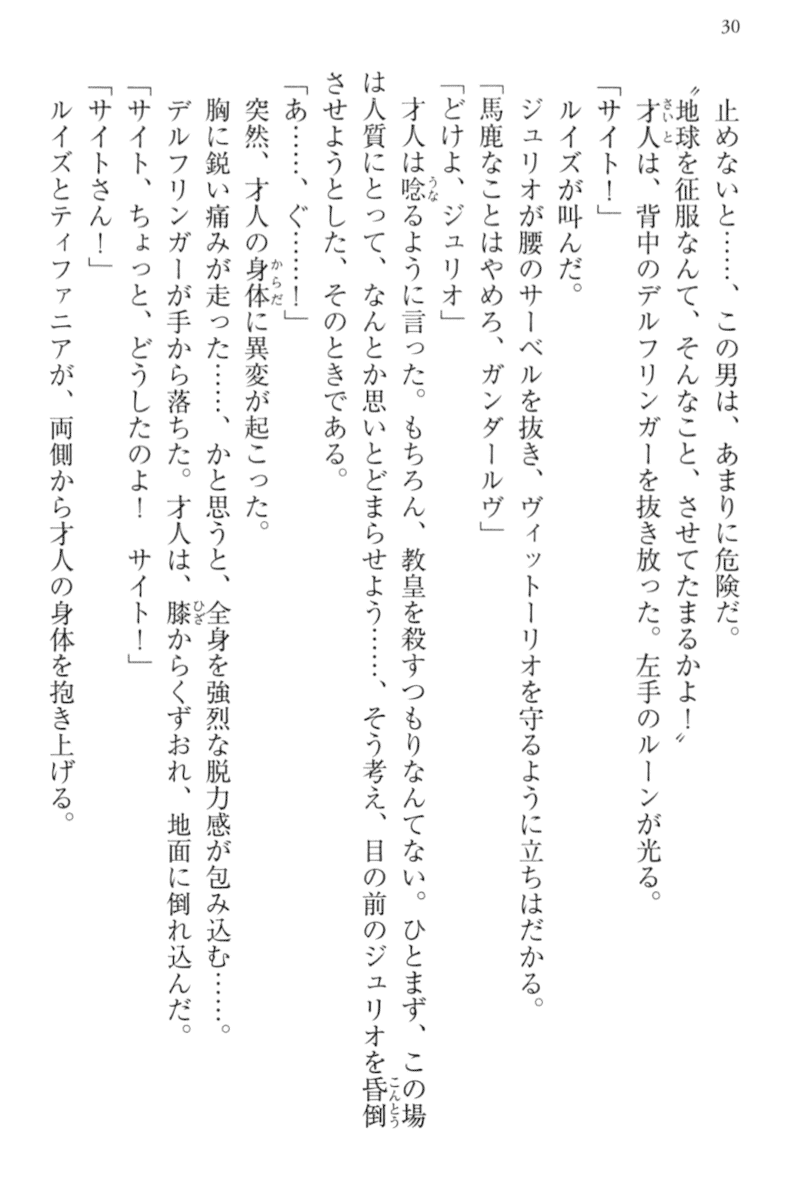 30
止めないと……、この男は、あまりに危険だ。
〝地球を征服なんて、そんなこと、させてたまるかよ！〟
才人は、背中のデルフリンガーを抜き放った。左手のルーンが光る。
「サイト！」
ルイズが叫んだ。
ジュリオが腰のサーベルを抜き、ヴィットーリオを守るように立ちはだかる。
「馬鹿なことはやめろ、ガンダールヴ」
「どけよ、ジュリオ」
才人は唸るように言った。もちろん、教皇を殺すつもりなんてない。ひとまず、この場
は人質にとって、なんとか思いとどまらせよう……、そう考え、目の前のジュリオを昏倒
させようとした、そのときである。
「あ……、ぐ……！」
突然、才人の身体に異変が起こった。
胸に鋭い痛みが走った……、かと思うと、全身を強烈な脱力感が包み込む……。
デルフリンガーが手から落ちた。才人は、膝からくずおれ、地面に倒れ込んだ。
「サイト、ちょっと、どうしたのよ！　サイト！」
「サイトさん！」
ルイズとティファニアが、両側から才人の身体を抱き上げる。